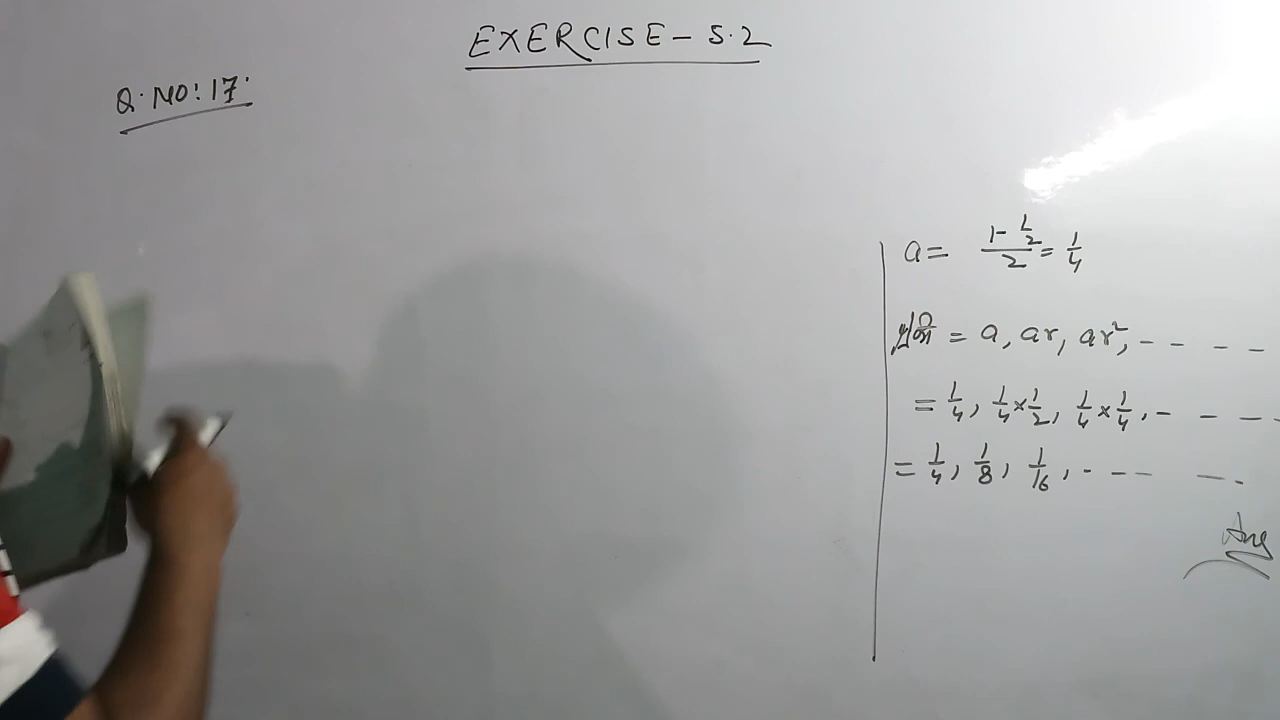 EXERCISE - 5.2
Q. NO: 17.
a = (1 - 1/2)/2 = 1/4
= a, ar, ar², - - - -
= 1/4, 1/4 × 1/2, 1/4 × 1/4, - - - -
= 1/4, 1/8, 1/16, - - - - -.
Ans